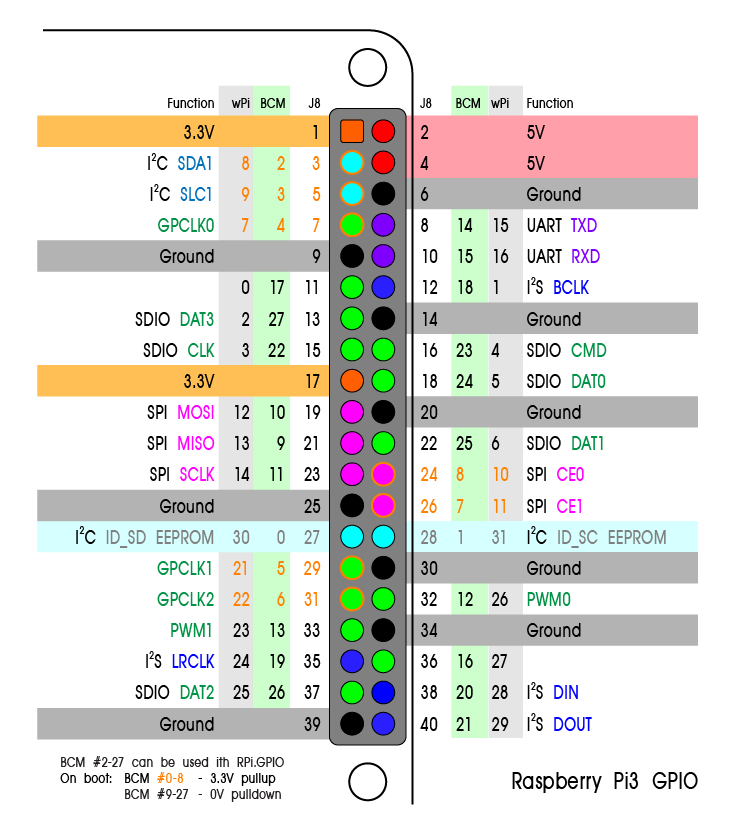 Function wPi BCM J8 J8 BCM wPi Function
3.3V 1 2 5V
I²C SDA1 8 2 3 4 5V
I²C SLC1 9 3 5 6 Ground
GPCLK0 7 4 7 8 14 15 UART TXD
Ground 9 10 15 16 UART RXD
0 17 11 12 18 1 I²S BCLK
SDIO DAT3 2 27 13 14 Ground
SDIO CLK 3 22 15 16 23 4 SDIO CMD
3.3V 17 18 24 5 SDIO DAT0
SPI MOSI 12 10 19 20 Ground
SPI MISO 13 9 21 22 25 6 SDIO DAT1
SPI SCLK 14 11 23 24 8 10 SPI CE0
Ground 25 26 7 11 SPI CE1
I²C ID_SD EEPROM 30 0 27 28 1 31 I²C ID_SC EEPROM
GPCLK1 21 5 29 30 Ground
GPCLK2 22 6 31 32 12 26 PWM0
PWM1 23 13 33 34 Ground
I²S LRCLK 24 19 35 36 16 27
SDIO DAT2 25 26 37 38 20 28 I²S DIN
Ground 39 40 21 29 I²S DOUT
BCM #2-27 can be used ith RPi.GPIO
On boot: BCM #0-8 - 3.3V pullup
BCM #9-27 - 0V pulldown
Raspberry Pi3 GPIO